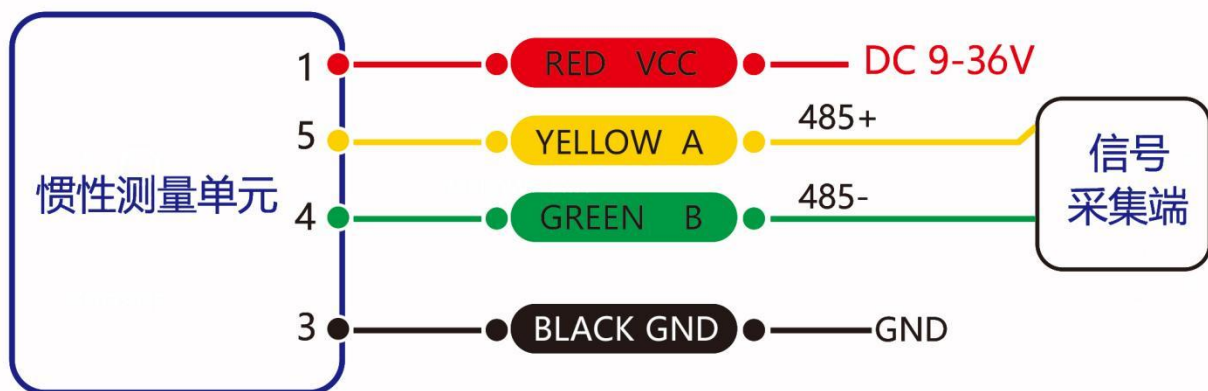 1 RED VCC DC 9-36V
5 YELLOW A 485+
惯性测量单元
4 GREEN B 485-
信号
采集端
3 BLACK GND GND